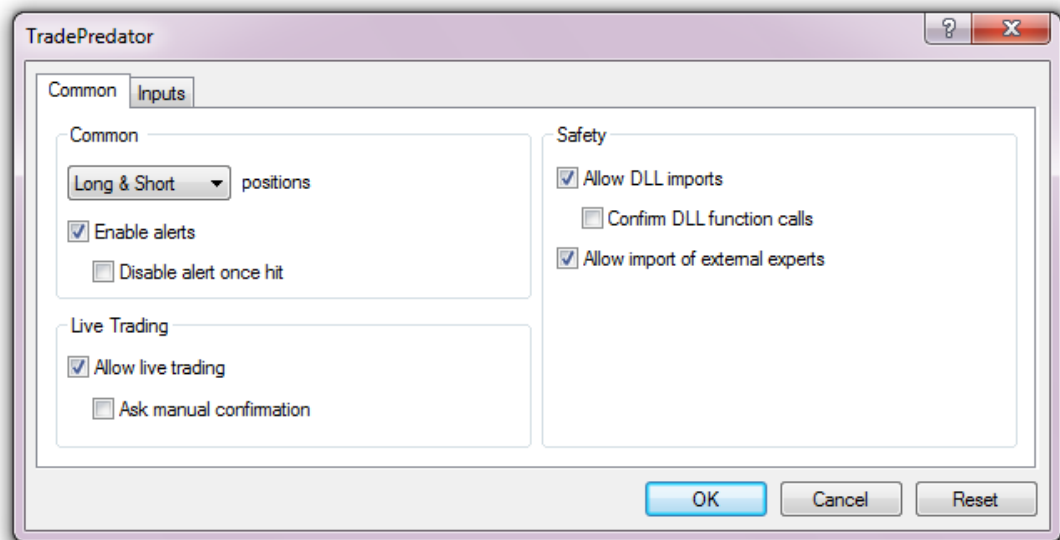 TradePredator
Common
Inputs
Common
Long & Short positions
Enable alerts
Disable alert once hit
Live Trading
Allow live trading
Ask manual confirmation
Safety
Allow DLL imports
Confirm DLL function calls
Allow import of external experts
OK
Cancel
Reset